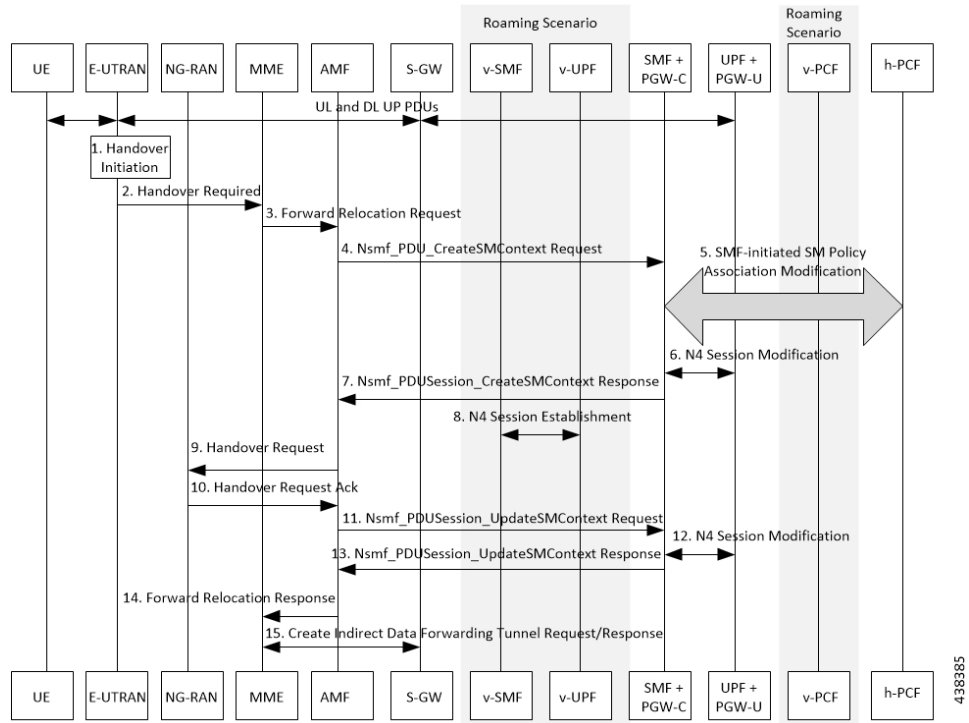 Roaming Scenario
Roaming
Scenario
UE
E-UTRAN
NG-RAN
MME
AMF
S-GW
v-SMF
v-UPF
SMF +
PGW-C
UPF +
PGW-U
v-PCF
h-PCF
UL and DL UP PDUs
1. Handover
Initiation
2. Handover Required
3. Forward Relocation Request
4. Nsmf_PDU_CreateSMContext Request
5. SMF-initiated SM Policy
Association Modification
6. N4 Session Modification
7. Nsmf_PDUSession_CreateSMContext Response
8. N4 Session Establishment
9. Handover Request
10. Handover Request Ack
11. Nsmf_PDUSession_UpdateSMContext Request
12. N4 Session Modification
13. Nsmf_PDUSession_UpdateSMContext Response
14. Forward Relocation Response
15. Create Indirect Data Forwarding Tunnel Request/Response
UE
E-UTRAN
NG-RAN
MME
AMF
S-GW
v-SMF
v-UPF
SMF +
PGW-C
UPF +
PGW-U
v-PCF
h-PCF
438385